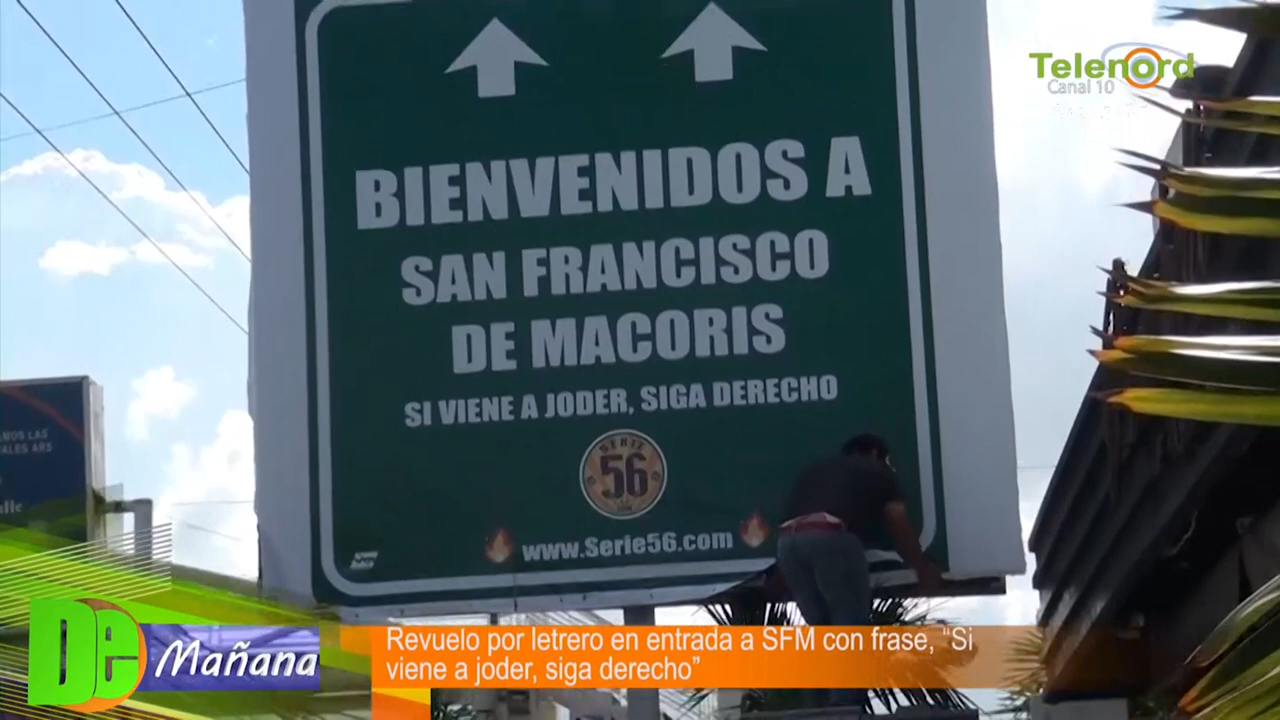 Telenord
Canal 10
BIENVENIDOS A
SAN FRANCISCO
DE MACORIS
SI VIENE A JODER, SIGA DERECHO
SERIE
56
www.Serie56.com
De
Mañana
Revuelo por letrero en entrada a SFM con frase, “Si
viene a joder, siga derecho”